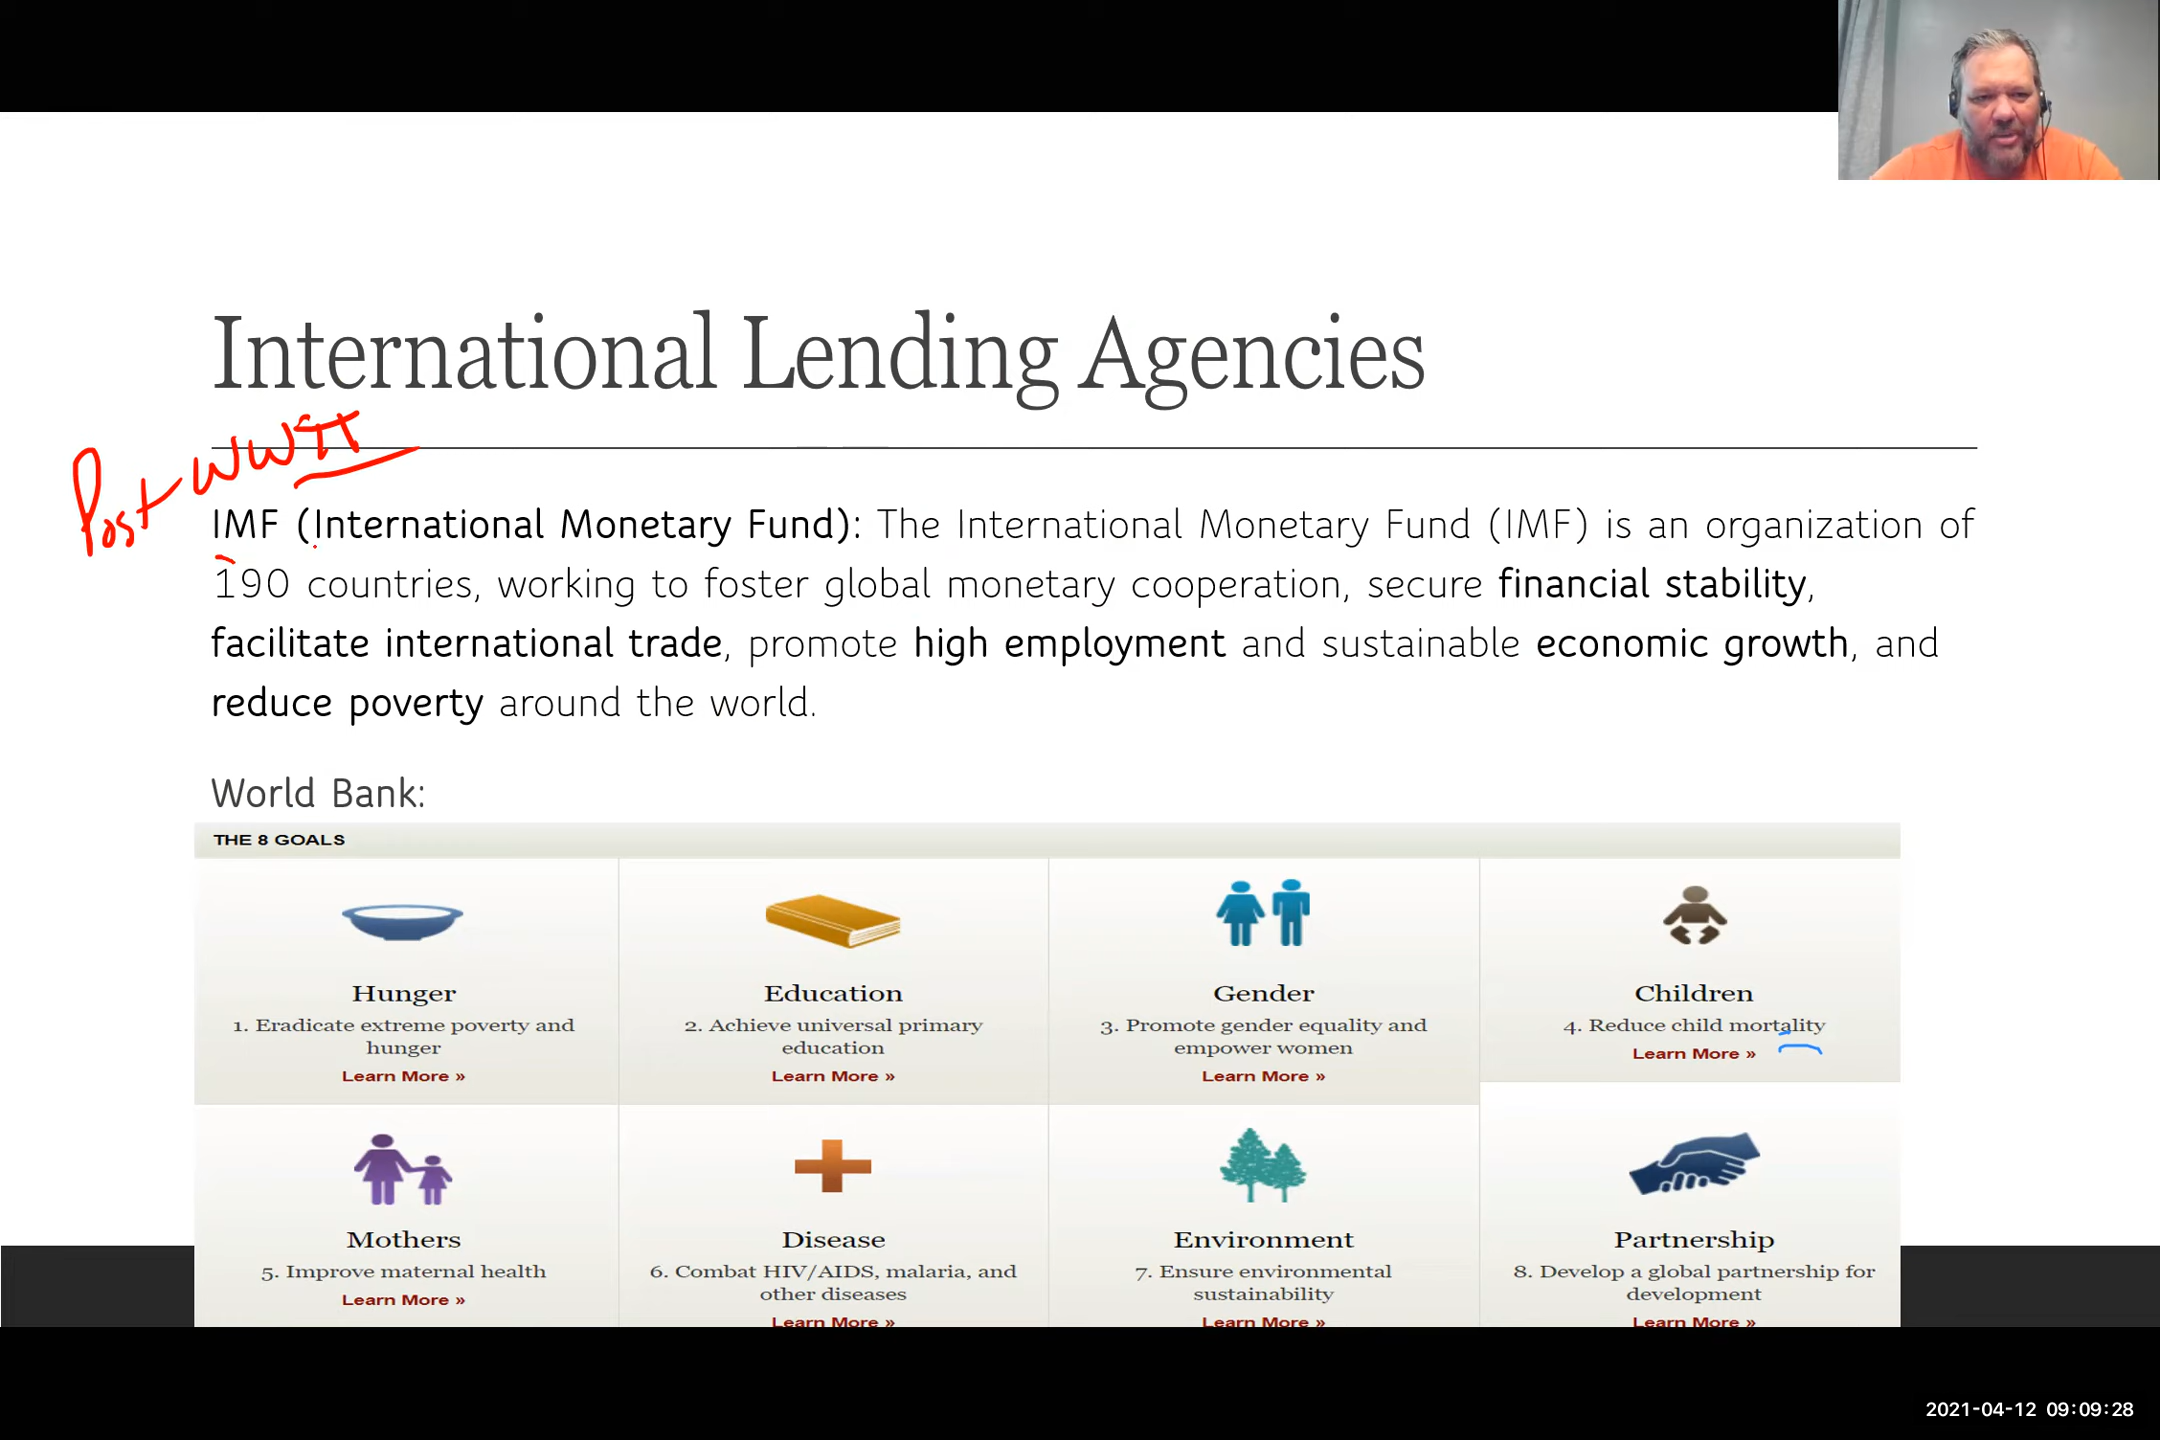 International Lending Agencies
Post-WWII
IMF (International Monetary Fund): The International Monetary Fund (IMF) is an organization of
190 countries, working to foster global monetary cooperation, secure financial stability,
facilitate international trade, promote high employment and sustainable economic growth, and
reduce poverty around the world.
World Bank:
THE 8 GOALS
Hunger
1. Eradicate extreme poverty and
hunger
Learn More »
Education
2. Achieve universal primary
education
Learn More »
Gender
3. Promote gender equality and
empower women
Learn More »
Children
4. Reduce child mortality
Learn More »
Mothers
5. Improve maternal health
Learn More »
Disease
6. Combat HIV/AIDS, malaria, and
other diseases
Learn More »
Environment
7. Ensure environmental
sustainability
Learn More »
Partnership
8. Develop a global partnership for
development
Learn More »
2021-04-12 09:09:28